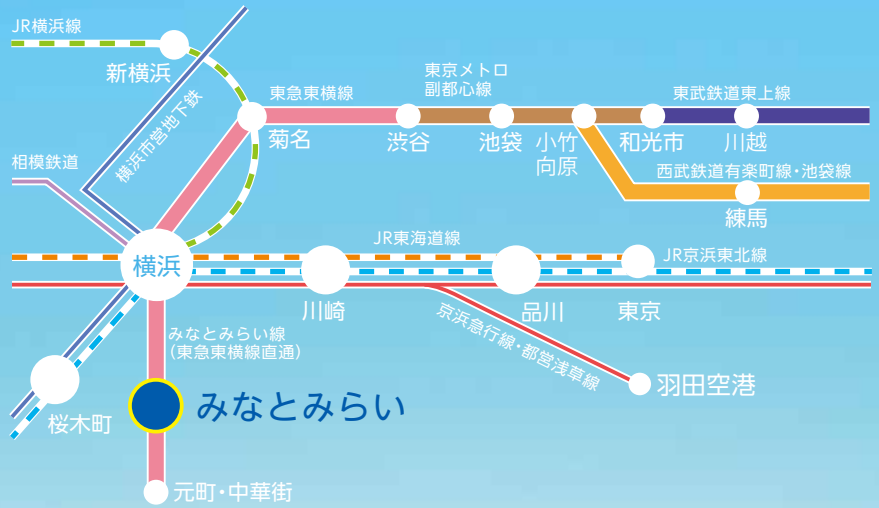 JR横浜線
新横浜
横浜市営地下鉄
相模鉄道
東急東横線
菊名
渋谷
東京メトロ
副都心線
池袋
小竹
向原
和光市
東武鉄道東上線
川越
西武鉄道有楽町線・池袋線
練馬
JR東海道線
JR京浜東北線
横浜
川崎
品川
東京
京浜急行線・都営浅草線
羽田空港
みなとみらい線
(東急東横線直通)
みなとみらい
桜木町
元町・中華街